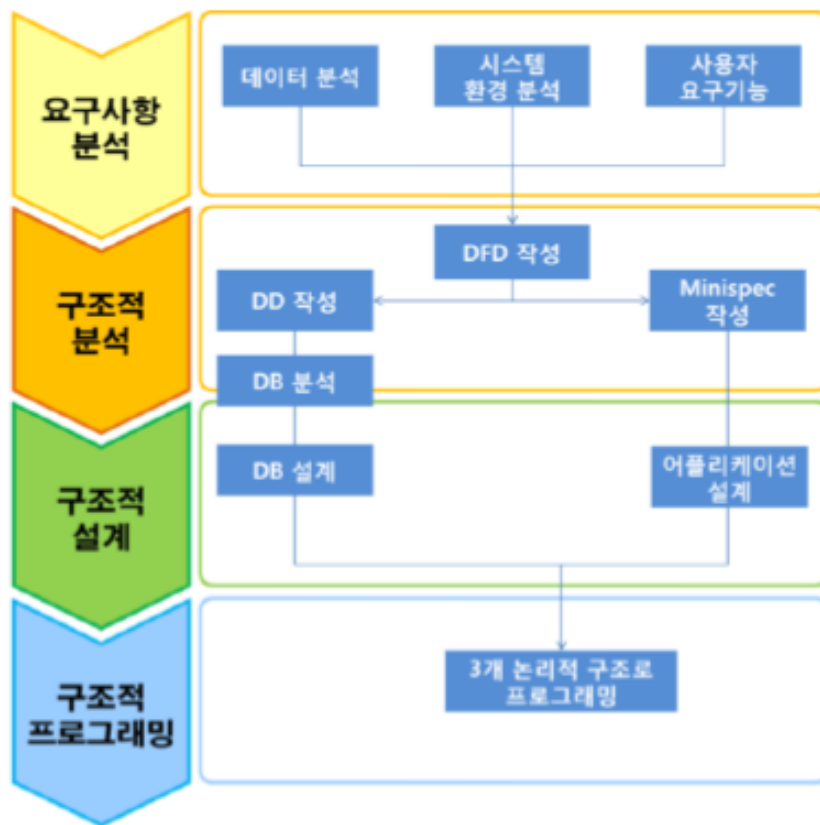 요구사항
분석
데이터 분석
시스템
환경 분석
사용자
요구기능
구조적
분석
DFD 작성
DD 작성
Minispec
작성
DB 분석
구조적
설계
DB 설계
어플리케이션
설계
구조적
프로그래밍
3개 논리적 구조로
프로그래밍